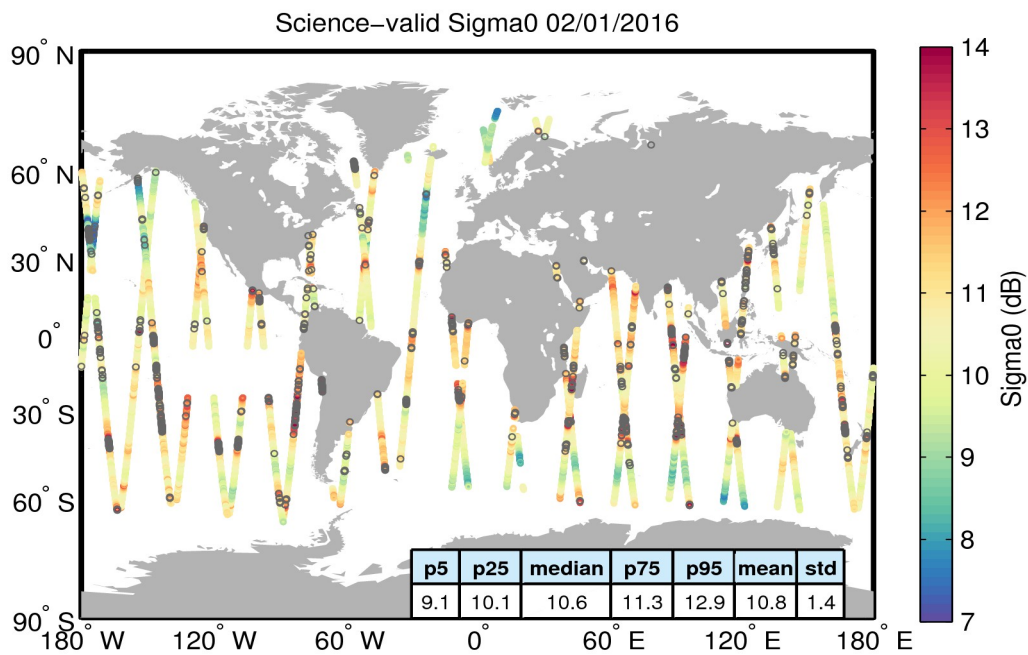 Science−valid Sigma0 02/01/2016
90° N
60° N
30° N
0°
30° S
60° S
90° S
180° W
120° W
60° W
0°
60° E
120° E
180° E
p5 p25 median p75 p95 mean std
9.1 10.1 10.6 11.3 12.9 10.8 1.4
14
13
12
11
10
9
8
7
Sigma0 (dB)